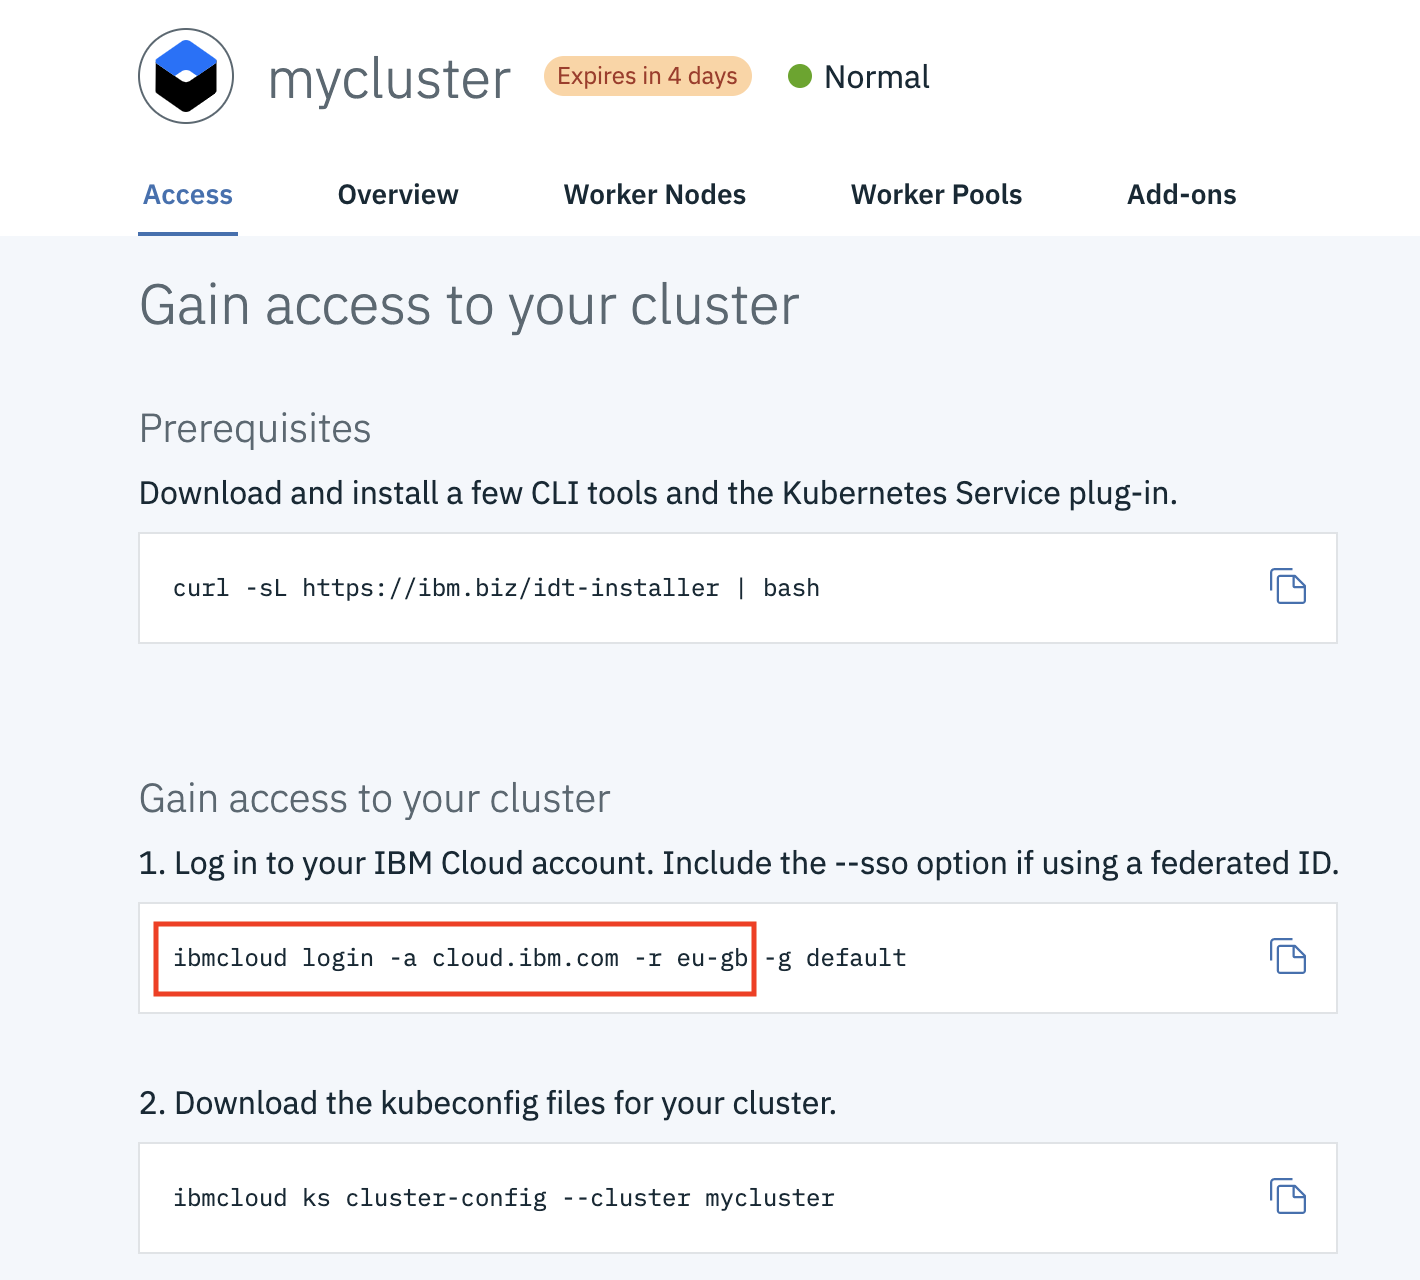 mycluster Expires in 4 days Normal
Access Overview Worker Nodes Worker Pools Add-ons
Gain access to your cluster
Prerequisites
Download and install a few CLI tools and the Kubernetes Service plug-in.
curl -sL https://ibm.biz/idt-installer | bash
Gain access to your cluster
1. Log in to your IBM Cloud account. Include the --sso option if using a federated ID.
ibmcloud login -a cloud.ibm.com -r eu-gb -g default
2. Download the kubeconfig files for your cluster.
ibmcloud ks cluster-config --cluster mycluster